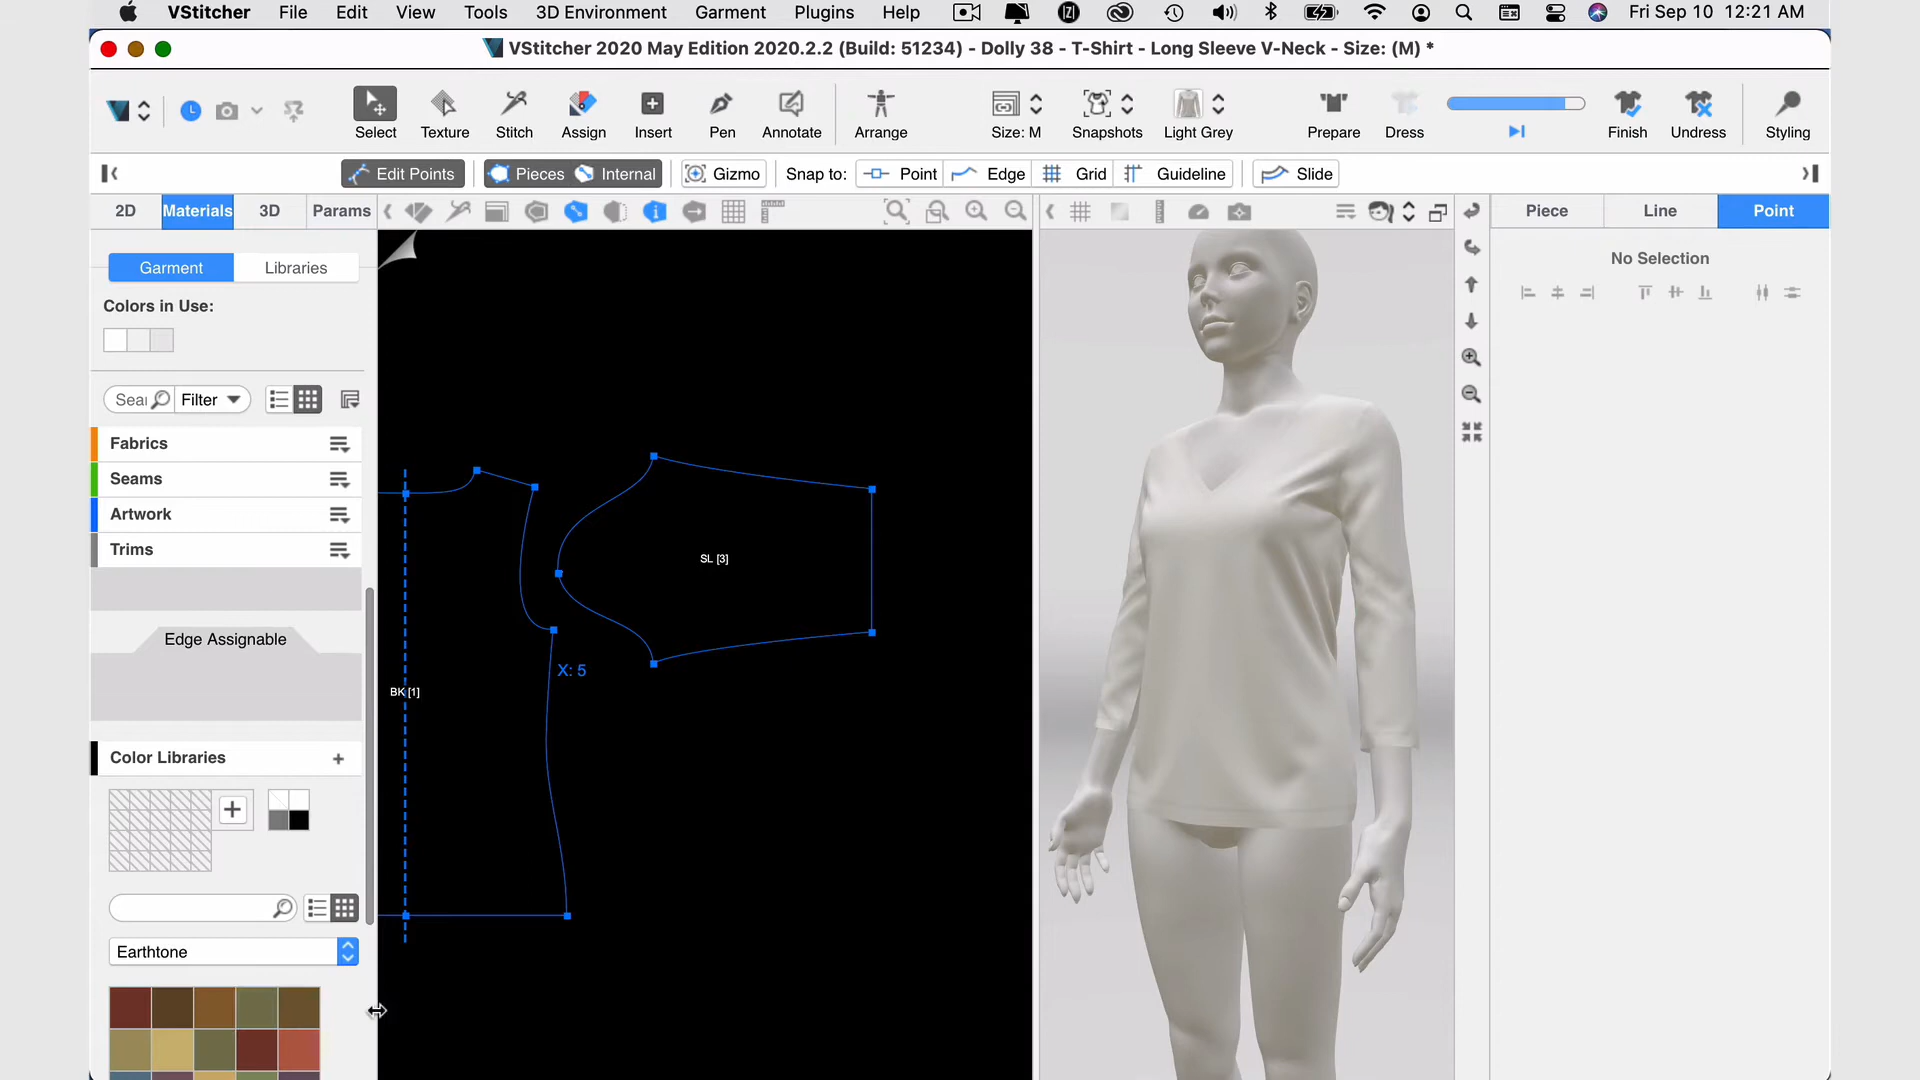 VStitcher File Edit View Tools 3D Environment Garment Plugins Help Fri Sep 10 12:21 AM
VStitcher 2020 May Edition 2020.2.2 (Build: 51234) - Dolly 38 - T-Shirt - Long Sleeve V-Neck - Size: (M) *
Select Texture Stitch Assign Insert Pen Annotate Arrange Size: M Snapshots Light Grey Prepare Dress Finish Undress Styling
Edit Points Pieces Internal Gizmo Snap to: Point Edge Grid Guideline Slide
2D Materials 3D Params Piece Line Point
Garment Libraries
No Selection
Colors in Use:
Sear Filter
Fabrics
Seams
Artwork
Trims
SL [3]
Edge Assignable
X: 5
BK [1]
Color Libraries
Earthtone